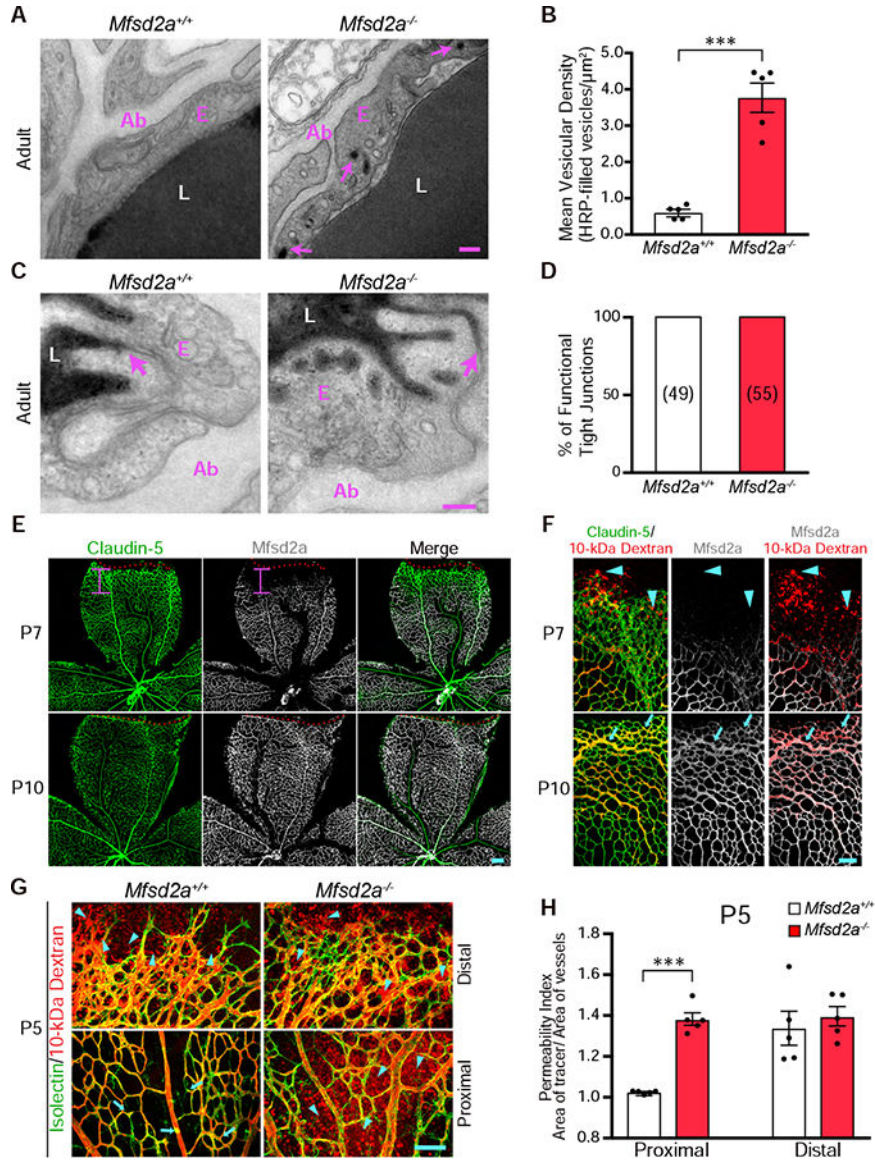 A
Mfsd2a+/+
Mfsd2a-/-
Adult
Ab
E
L
Ab
E
L
B
Mean Vesicular Density
(HRP-filled vesicles/µm²)
5.0
4.0
3.0
2.0
1.0
0
***
Mfsd2a+/+
Mfsd2a-/-
C
Mfsd2a+/+
Mfsd2a-/-
Adult
L
E
Ab
L
E
Ab
D
% of Functional
Tight Junctions
100
50
0
(49)
(55)
Mfsd2a+/+
Mfsd2a-/-
E
Claudin-5
Mfsd2a
Merge
P7
P10
F
Claudin-5/
10-kDa Dextran
Mfsd2a
Mfsd2a
10-kDa Dextran
P7
P10
G
Mfsd2a+/+
Mfsd2a-/-
P5
Isolectin/10-kDa Dextran
Distal
Proximal
H
P5
Mfsd2a+/+
Mfsd2a-/-
Permeability Index
Area of tracer/ Area of vessels
1.8
1.6
1.4
1.2
1.0
0.8
***
Proximal
Distal